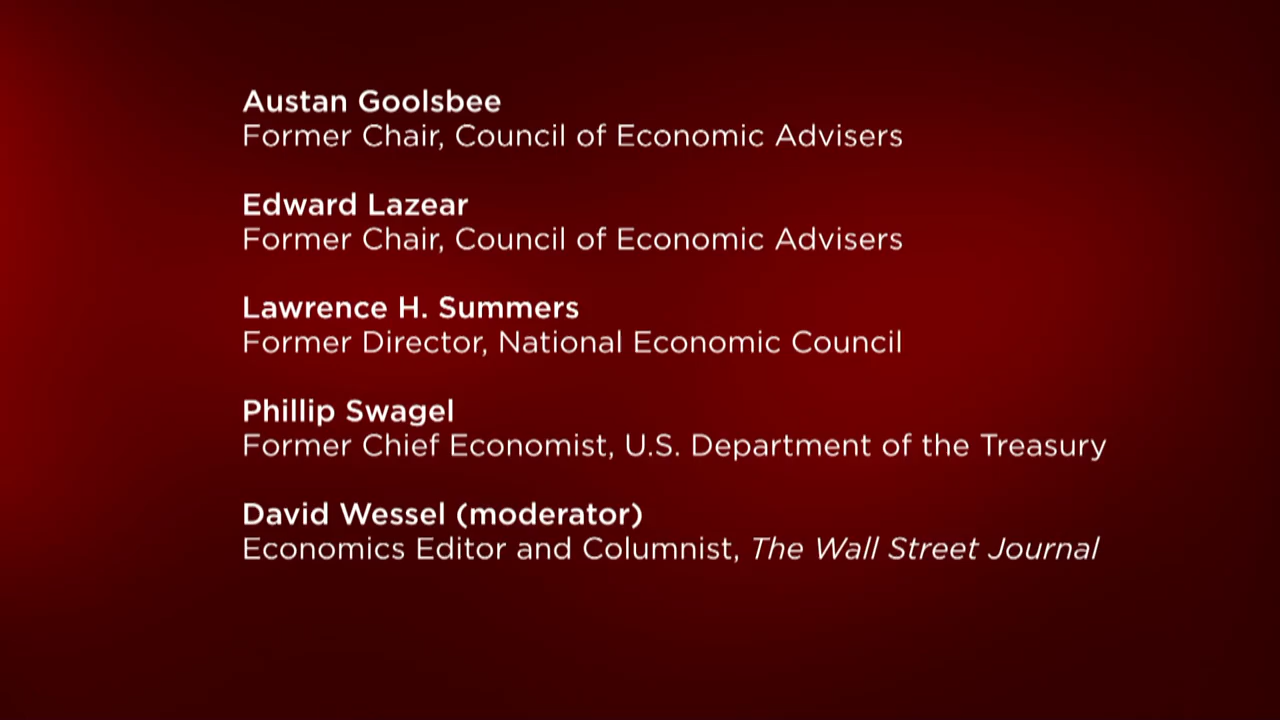 Austan Goolsbee
Former Chair, Council of Economic Advisers
Edward Lazear
Former Chair, Council of Economic Advisers
Lawrence H. Summers
Former Director, National Economic Council
Phillip Swagel
Former Chief Economist, U.S. Department of the Treasury
David Wessel (moderator)
Economics Editor and Columnist, The Wall Street Journal